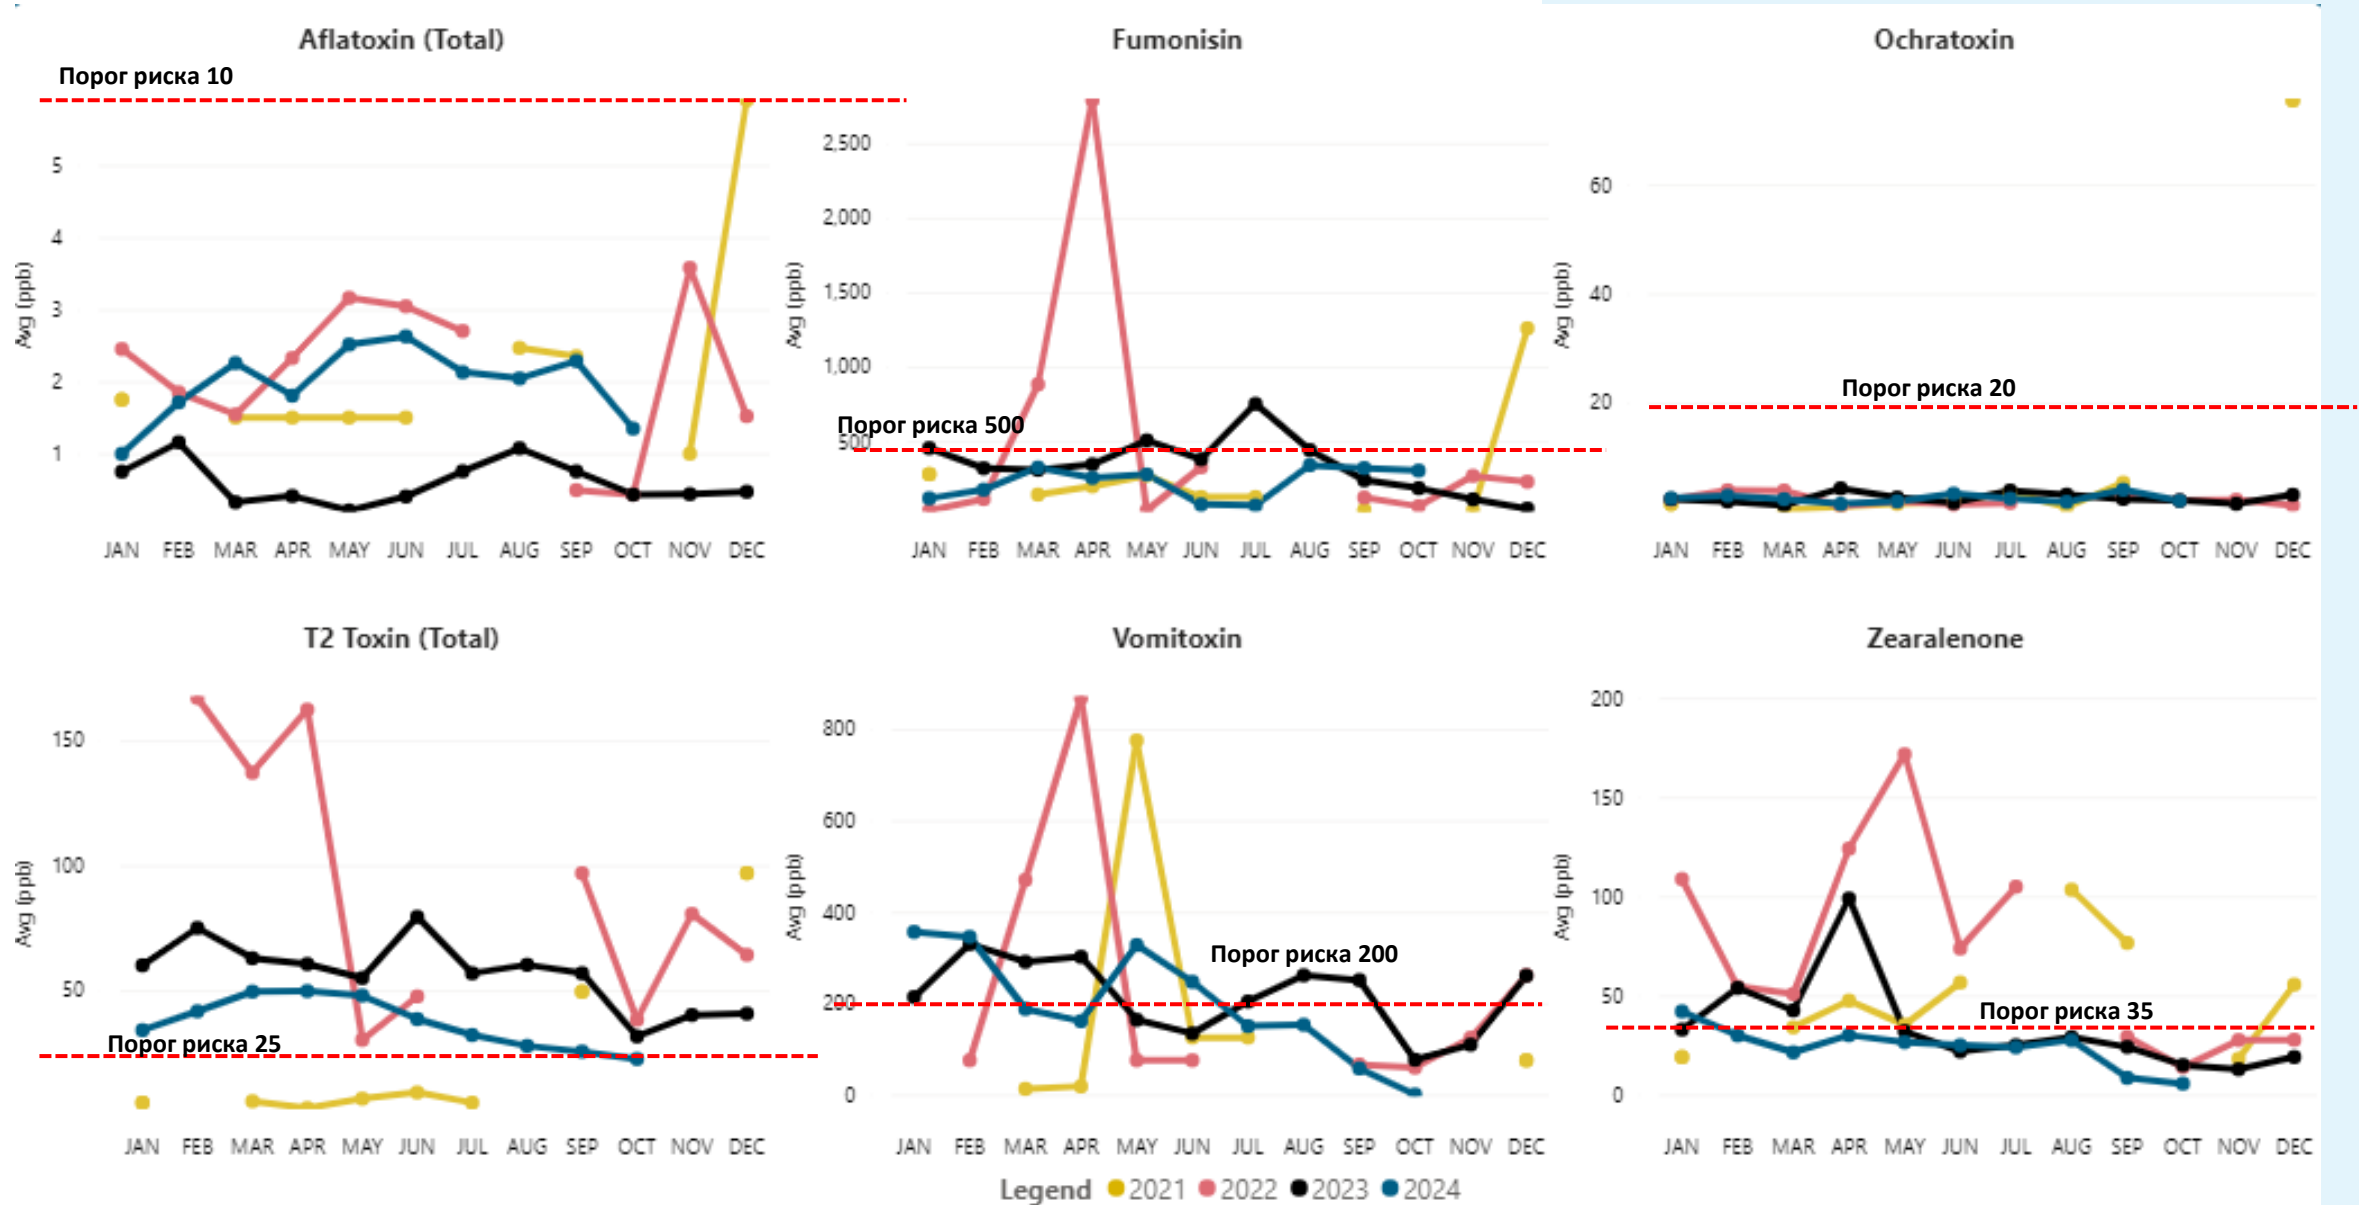 Aflatoxin (Total)
Порог риска 10
Avg (ppb)
5
4
3
2
1
JAN FEB MAR APR MAY JUN JUL AUG SEP OCT NOV DEC
Fumonisin
Avg (ppb)
2,500
2,000
1,500
1,000
Порог риска 500
500
JAN FEB MAR APR MAY JUN JUL AUG SEP OCT NOV DEC
Ochratoxin
Avg (ppb)
60
40
Порог риска 20
20
JAN FEB MAR APR MAY JUN JUL AUG SEP OCT NOV DEC
T2 Toxin (Total)
Avg (ppb)
150
100
50
Порог риска 25
JAN FEB MAR APR MAY JUN JUL AUG SEP OCT NOV DEC
Vomitoxin
Avg (ppb)
800
600
400
Порог риска 200
200
0
JAN FEB MAR APR MAY JUN JUL AUG SEP OCT NOV DEC
Zearalenone
Avg (ppb)
200
150
100
50
Порог риска 35
0
JAN FEB MAR APR MAY JUN JUL AUG SEP OCT NOV DEC
Legend 2021 2022 2023 2024